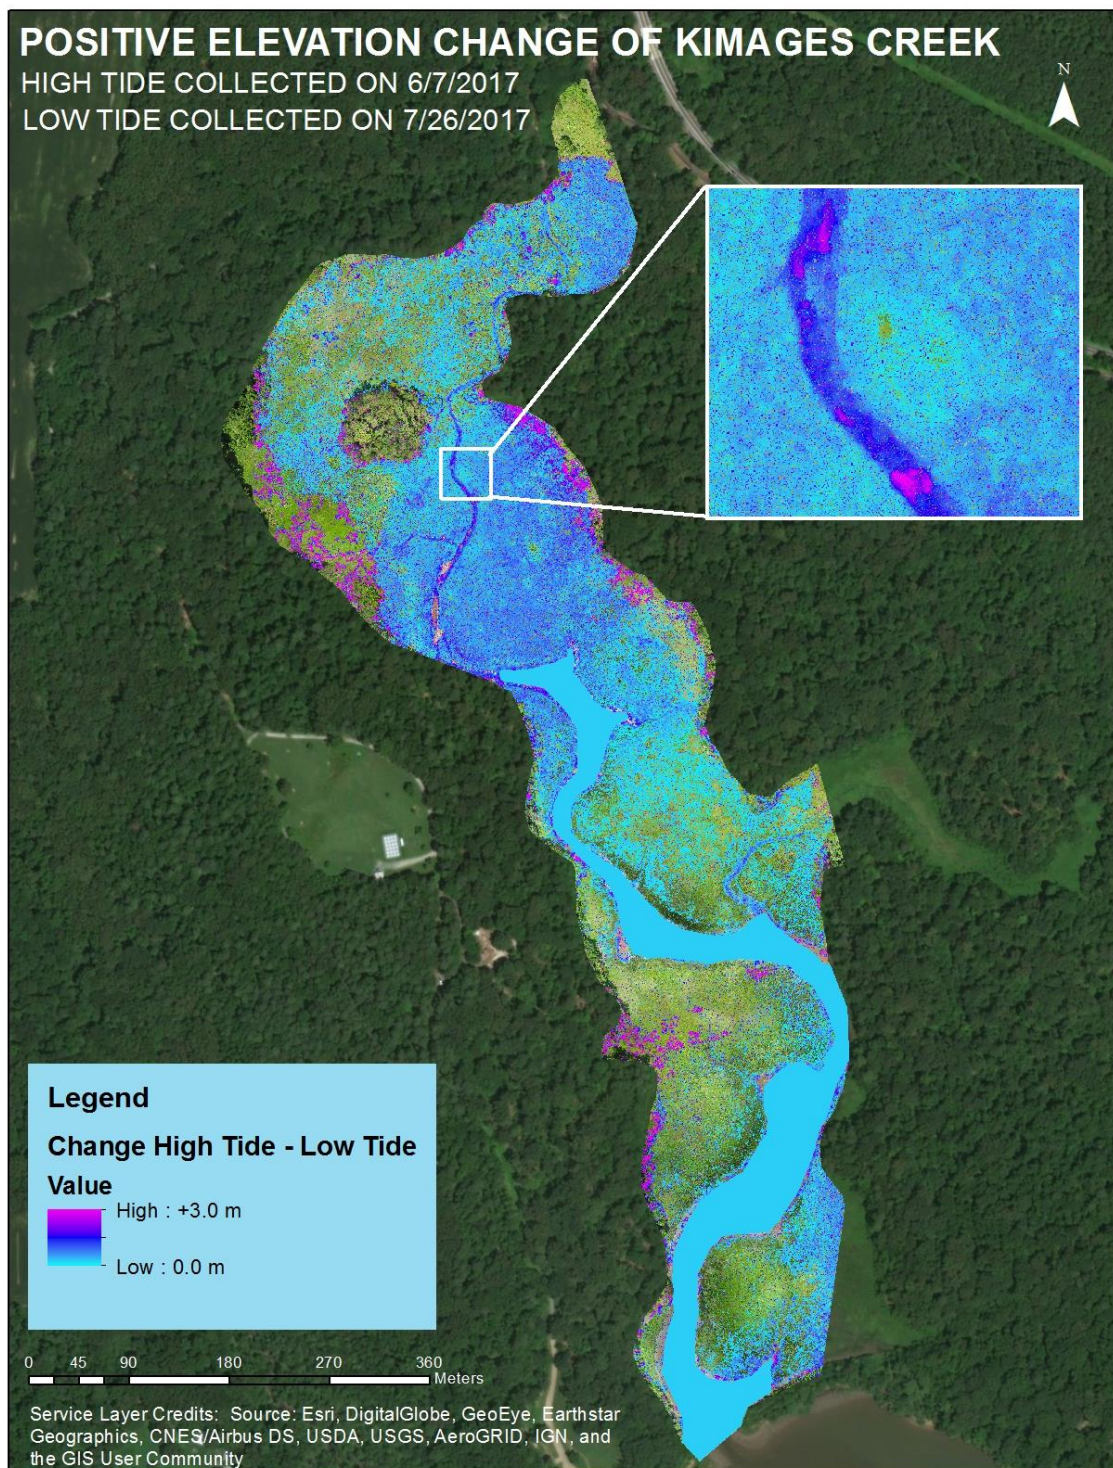 POSITIVE ELEVATION CHANGE OF KIMAGES CREEK
HIGH TIDE COLLECTED ON 6/7/2017
LOW TIDE COLLECTED ON 7/26/2017
N
Legend
Change High Tide - Low Tide
Value
High : +3.0 m
Low : 0.0 m
0 45 90 180 270 360
Meters
Service Layer Credits: Source: Esri, DigitalGlobe, GeoEye, Earthstar
Geographics, CNES/Airbus DS, USDA, USGS, AeroGRID, IGN, and
the GIS User Community